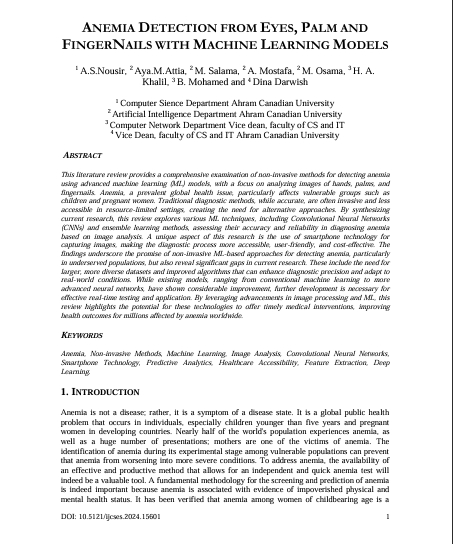 ANEMIA DETECTION FROM EYES, PALM AND
FINGERNAILS WITH MACHINE LEARNING MODELS
1 A.S.Nousir, 2 Aya.M.Attia, 2 M. Salama, 2 A. Mostafa, 2 M. Osama, 3 H. A.
Khalil, 3 B. Mohamed and 4 Dina Darwish
1 Computer Sience Department Ahram Canadian University
2 Artificial Intelligence Department Ahram Canadian University
3 Computer Network Department Vice dean, faculty of CS and IT
4 Vice Dean, faculty of CS and IT Ahram Canadian University
ABSTRACT
This literature review provides a comprehensive examination of non-invasive methods for detecting anemia
using advanced machine learning (ML) models, with a focus on analyzing images of hands, palms, and
fingernails. Anemia, a prevalent global health issue, particularly affects vulnerable groups such as
children and pregnant women. Traditional diagnostic methods, while accurate, are often invasive and less
accessible in resource-limited settings, creating the need for alternative approaches. By synthesizing
current research, this review explores various ML techniques, including Convolutional Neural Networks
(CNNs) and ensemble learning methods, assessing their accuracy and reliability in diagnosing anemia
based on image analysis. A unique aspect of this research is the use of smartphone technology for
capturing images, making the diagnostic process more accessible, user-friendly, and cost-effective. The
findings underscore the promise of non-invasive ML-based approaches for detecting anemia, particularly
in underserved populations, but also reveal significant gaps in current research. These include the need for
larger, more diverse datasets and improved algorithms that can enhance diagnostic precision and adapt to
real-world conditions. While existing models, ranging from conventional machine learning to more
advanced neural networks, have shown considerable improvement, further development is necessary for
effective real-time testing and application. By leveraging advancements in image processing and ML, this
review highlights the potential for these technologies to offer timely medical interventions, improving
health outcomes for millions affected by anemia worldwide.
KEYWORDS
Anemia, Non-invasive Methods, Machine Learning, Image Analysis, Convolutional Neural Networks,
Smartphone Technology, Predictive Analytics, Healthcare Accessibility, Feature Extraction, Deep
Learning.
1. INTRODUCTION
Anemia is not a disease; rather, it is a symptom of a disease state. It is a global public health
problem that occurs in individuals, especially children younger than five years and pregnant
women in developing countries. Nearly half of the world's population experiences anemia, as
well as a huge number of presentations; mothers are one of the victims of anemia. The
identification of anemia during its experimental stage among vulnerable populations can prevent
that anemia from worsening into more severe conditions. To address anemia, the availability of
an effective and productive method that allows for an independent and quick anemia test will
indeed be a valuable tool. A fundamental methodology for the screening and prediction of anemia
is indeed important because anemia is associated with evidence of impoverished physical and
mental health status. It has been verified that anemia among women of childbearing age is a
DOI: 10.5121/ijcses.2024.15601 1